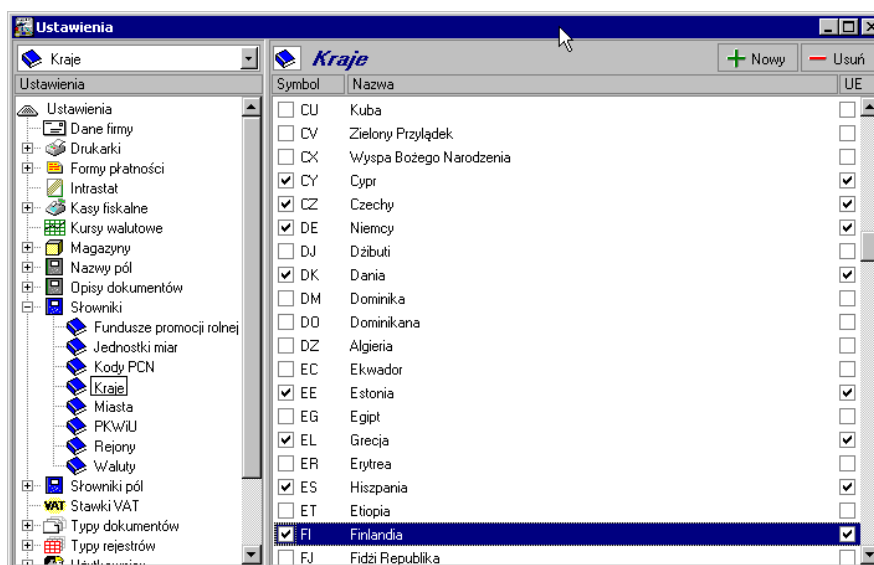 Ustawienia
Kraje
Kraje
Nowy
Usuń
Ustawienia
Symbol Nazwa UE
Ustawienia
Dane firmy
Drukarki
Formy płatności
Intrastat
Kasy fiskalne
Kursy walutowe
Magazyny
Nazwy pól
Opisy dokumentów
Słowniki
Fundusze promocji rolnej
Jednostki miar
Kody PCN
Kraje
Miasta
PKWiU
Rejony
Waluty
Słowniki pól
VAT Stawki VAT
Typy dokumentów
Typy rejestrów
CU Kuba
CV Zielony Przylądek
CX Wyspa Bożego Narodzenia
CY Cypr
CZ Czechy
DE Niemcy
DJ Dżibuti
DK Dania
DM Dominika
DO Dominikana
DZ Algieria
EC Ekwador
EE Estonia
EG Egipt
EL Grecja
ER Erytrea
ES Hiszpania
ET Etiopia
FI Finlandia
FJ Fidżi Republika